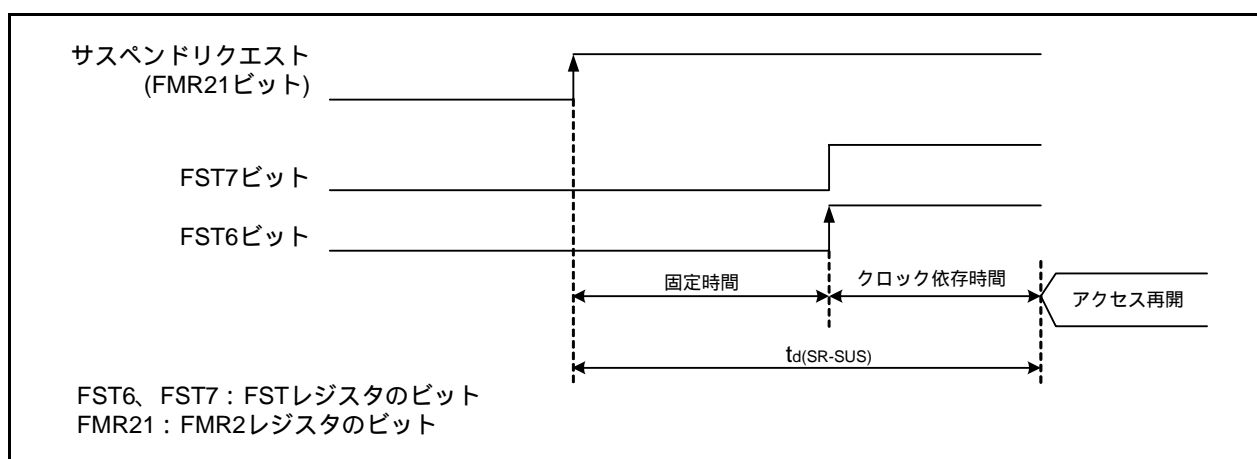 サスペンドリクエスト
(FMR21ビット)
FST7ビット
FST6ビット
固定時間
クロック依存時間
アクセス再開
td(SR-SUS)
FST6、FST7：FSTレジスタのビット
FMR21：FMR2レジスタのビット